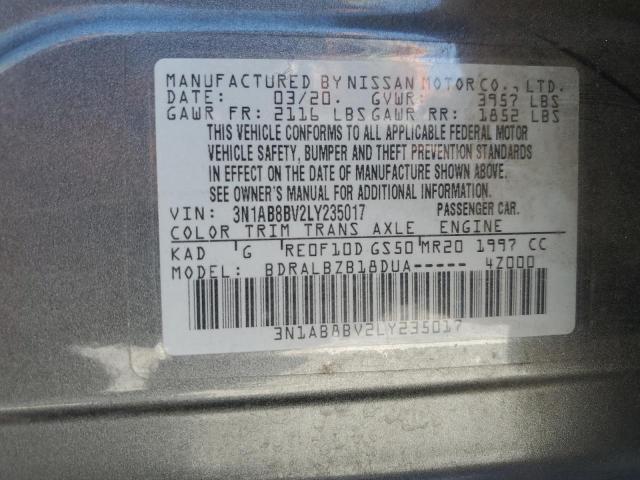 MANUFACTURED BY NISSAN MOTOR CO., LTD.
DATE: 03/20. GVWR: 3957 LBS
GAWR FR: 2116 LBS GAWR RR: 1852 LBS
THIS VEHICLE CONFORMS TO ALL APPLICABLE FEDERAL MOTOR
VEHICLE SAFETY, BUMPER AND THEFT PREVENTION STANDARDS
IN EFFECT ON THE DATE OF MANUFACTURE SHOWN ABOVE.
SEE OWNER'S MANUAL FOR ADDITIONAL INFORMATION.
VIN: 3N1AB8BV2LY235017 PASSENGER CAR.
COLOR TRIM TRANS AXLE ENGINE
KAD G RE0F10D GS50 MR20 1997 CC
MODEL: BDRALBZB18DUA----- 4Z000
3N1AB8BV2LY235017